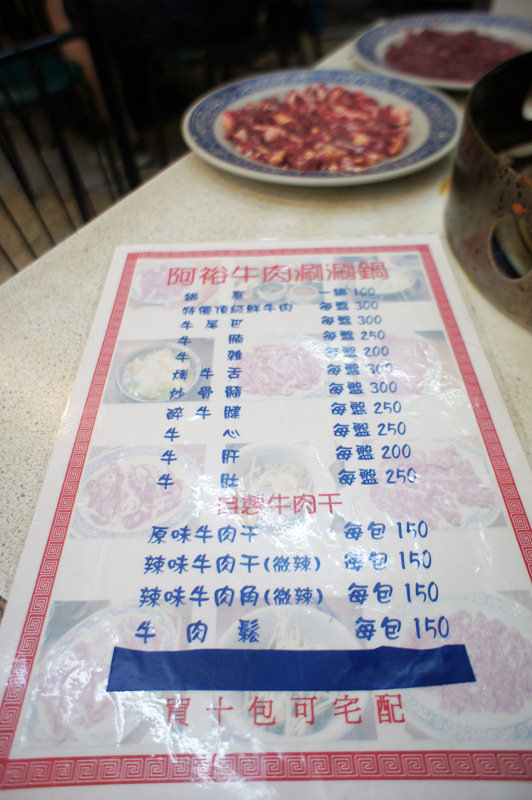 阿裕牛肉涮涮鍋
鍋底 一鍋 100
特優頂級鮮牛肉 每盤 300
牛尾巴 每盤 300
牛腩 每盤 250
牛雜 每盤 200
烤牛舌 每盤 300
炒骨髓 每盤 300
醉牛腱 每盤 250
牛心 每盤 250
牛肝 每盤 200
牛肚 每盤 250
自製牛肉干
原味牛肉干 每包 150
辣味牛肉干(微辣) 每包 150
辣味牛肉角(微辣) 每包 150
牛肉鬆 每包 150
買十包可宅配